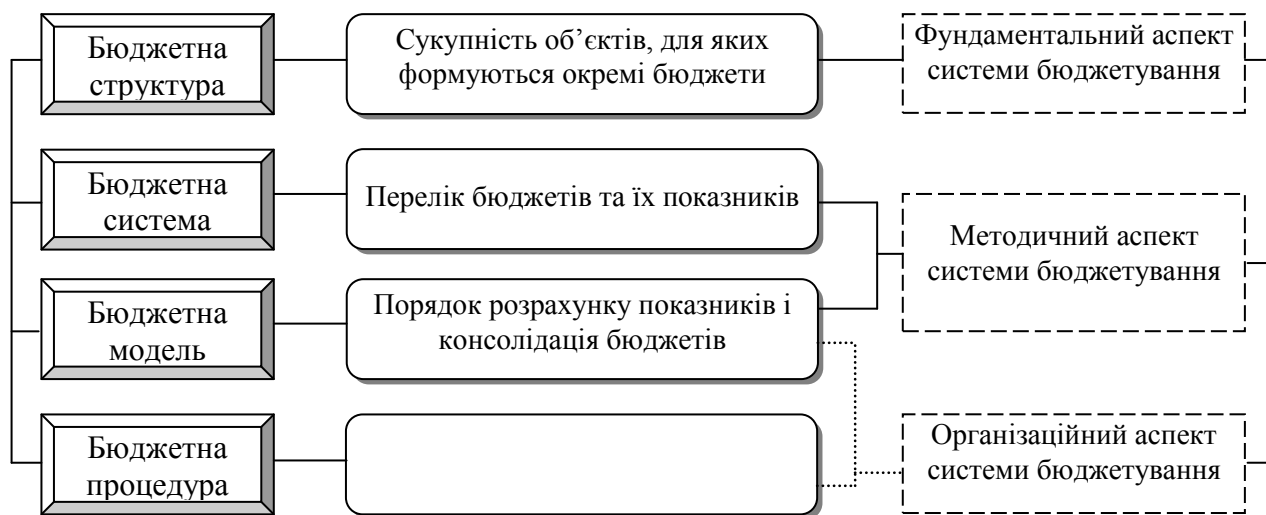 Бюджетна
структура
Сукупність об’єктів, для яких
формуються окремі бюджети
Фундаментальний аспект
системи бюджетування
Бюджетна
система
Перелік бюджетів та їх показників
Методичний аспект
системи бюджетування
Бюджетна
модель
Порядок розрахунку показників і
консолідація бюджетів
Бюджетна
процедура
Організаційний аспект
системи бюджетування